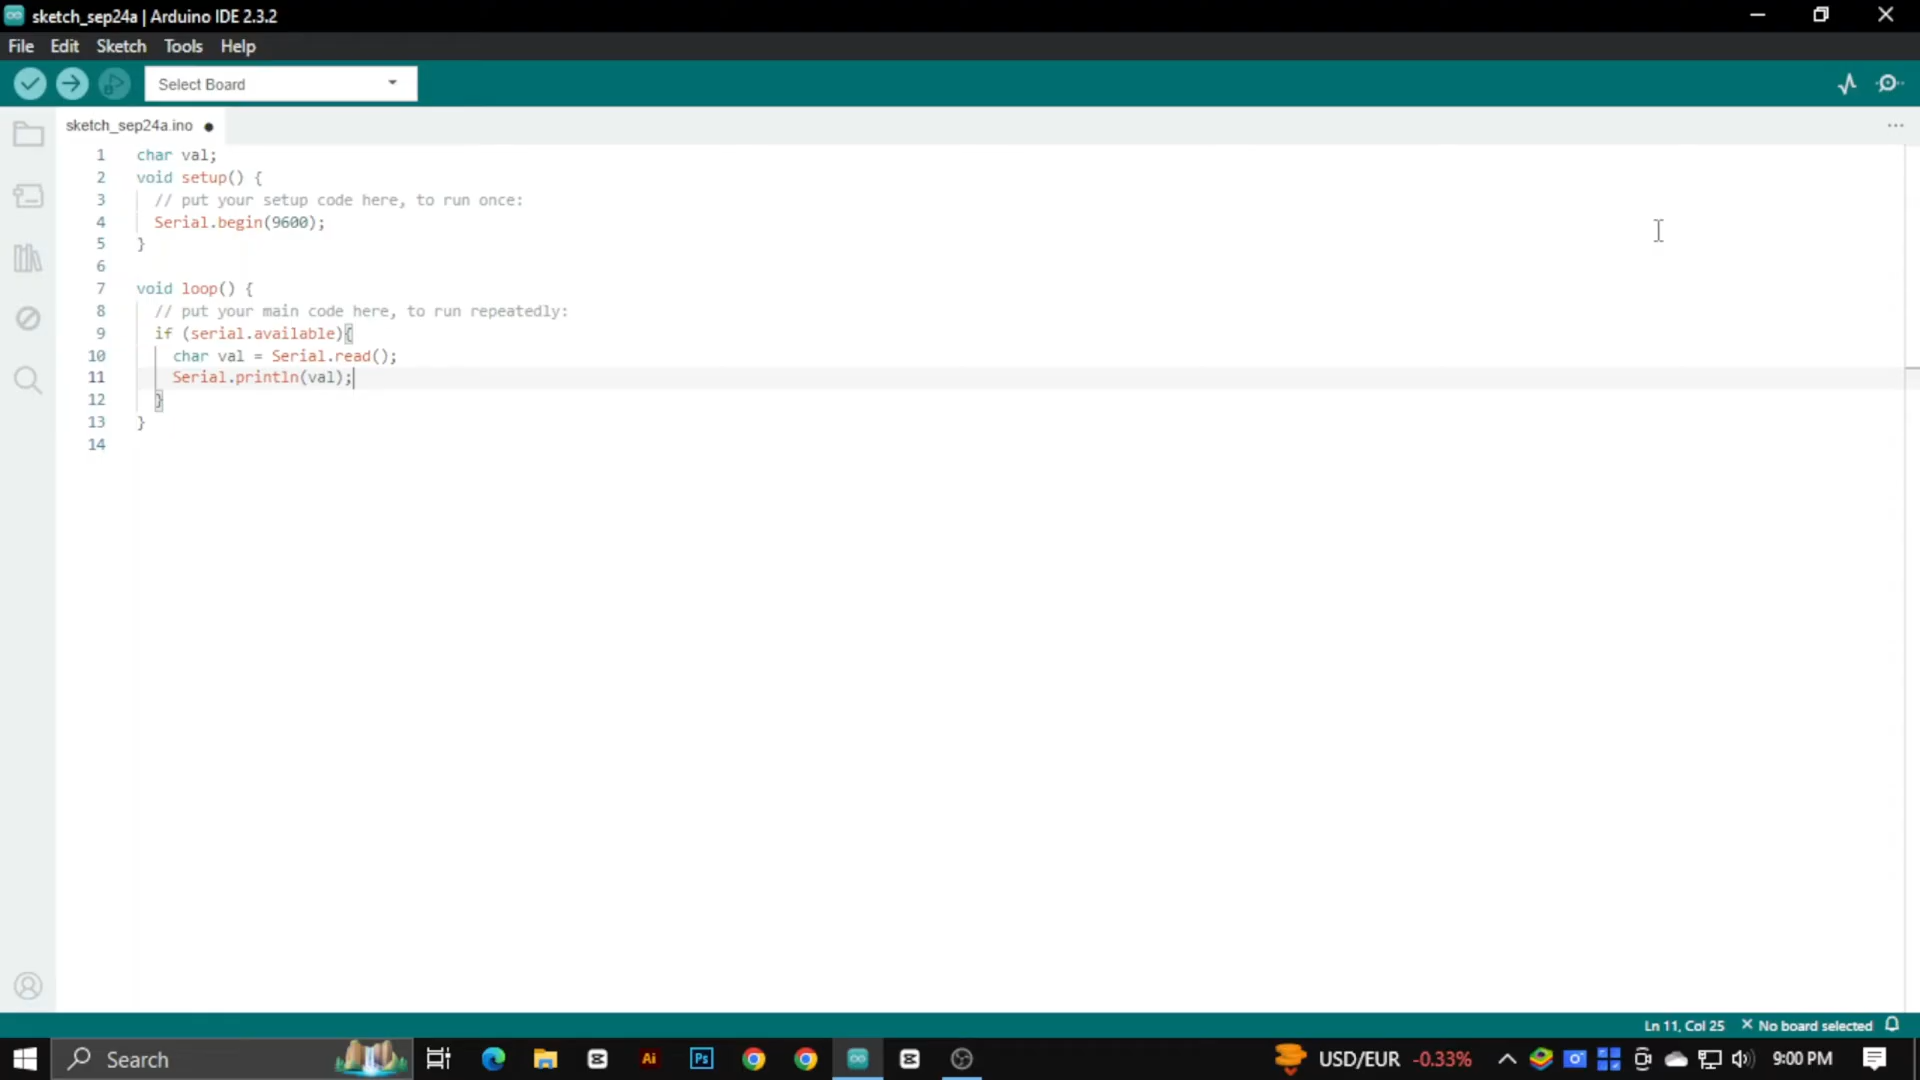 sketch_sep24a | Arduino IDE 2.3.2
File Edit Sketch Tools Help
Select Board
sketch_sep24a.ino
1 char val;
2 void setup() {
3 // put your setup code here, to run once:
4 Serial.begin(9600);
5 }
6
7 void loop() {
8 // put your main code here, to run repeatedly:
9 if (serial.available){
10 char val = Serial.read();
11 Serial.println(val);
12 }
13 }
14
Ln 11, Col 25 No board selected
Search Ai Ps USD/EUR -0.33% 9:00 PM